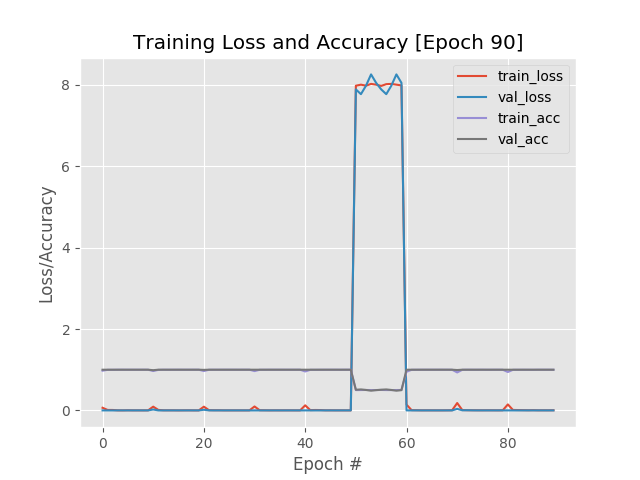 Training Loss and Accuracy [Epoch 90]
train_loss
val_loss
train_acc
val_acc
8
6
4
2
0
Loss/Accuracy
0 20 40 60 80
Epoch #